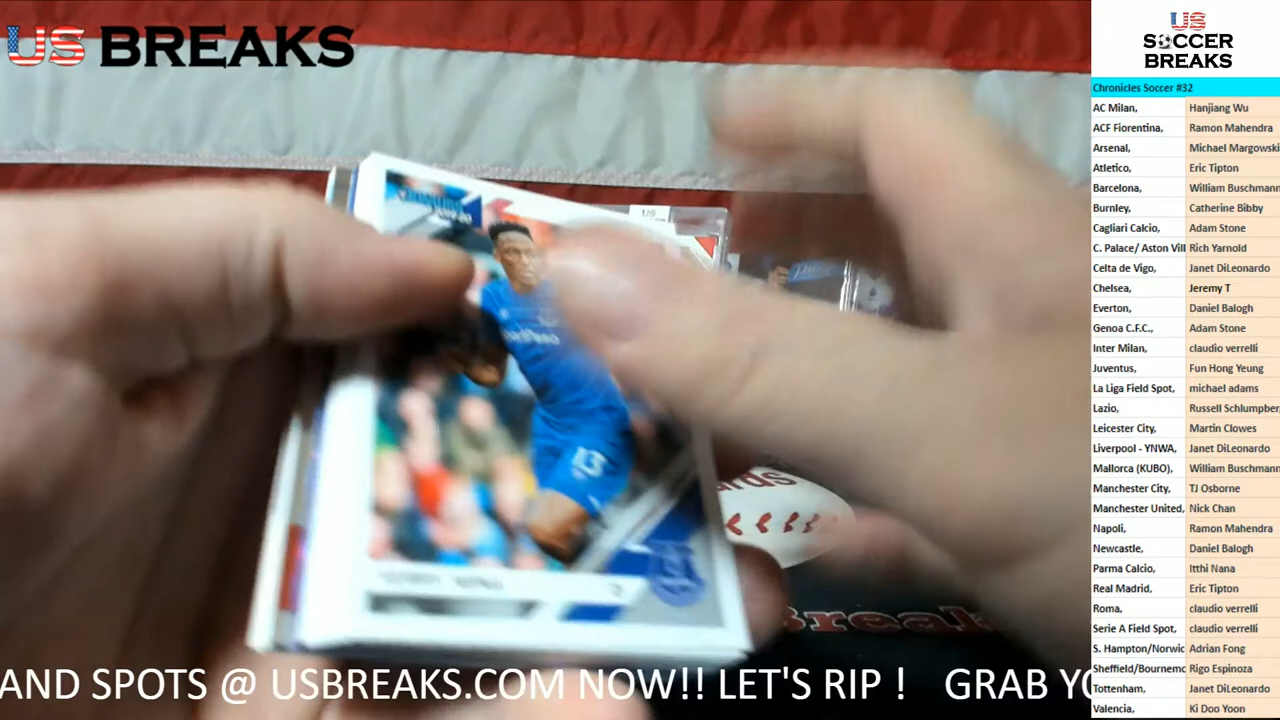 US BREAKS
US
SOCCER
BREAKS
Chronicles Soccer #32
AC Milan, Hanjiang Wu
ACF Fiorentina, Ramon Mahendra
Arsenal, Michael Margowski
Atletico, Eric Tipton
Barcelona, William Buschmann
Burnley, Catherine Bibby
Cagliari Calcio, Adam Stone
C. Palace/ Aston Vill Rich Yarnold
Celta de Vigo, Janet DiLeonardo
Chelsea, Jeremy T
Everton, Daniel Balogh
Genoa C.F.C., Adam Stone
Inter Milan, claudio verrelli
Juventus, Fun Hong Yeung
La Liga Field Spot, michael adams
Lazio, Russell Schlumpber
Leicester City, Martin Clowes
Liverpool - YNWA, Janet DiLeonardo
Mallorca (KUBO), William Buschmann
Manchester City, TJ Osborne
Manchester United, Nick Chan
Napoli, Ramon Mahendra
Newcastle, Daniel Balogh
Parma Calcio, Itthi Nana
Real Madrid, Eric Tipton
Roma, claudio verrelli
Serie A Field Spot, claudio verrelli
S. Hampton/Norwic Adrian Fong
Sheffield/Bournemo Rigo Espinoza
Tottenham, Janet DiLeonardo
Valencia, Ki Doo Yoon
US
13
Break
AND SPOTS @ USBREAKS.COM NOW!! LET'S RIP ! GRAB YO